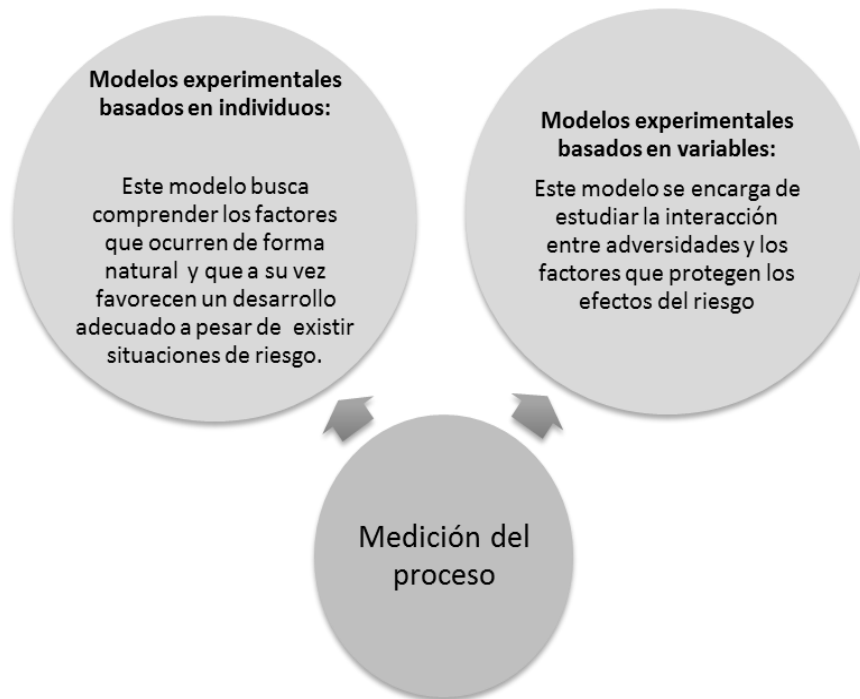 Modelos experimentales
basados en individuos:
Este modelo busca
comprender los factores
que ocurren de forma
natural y que a su vez
favorecen un desarrollo
adecuado a pesar de existir
situaciones de riesgo.
Modelos experimentales
basados en variables:
Este modelo se encarga de
estudiar la interacción
entre adversidades y los
factores que protegen los
efectos del riesgo
Medición del
proceso